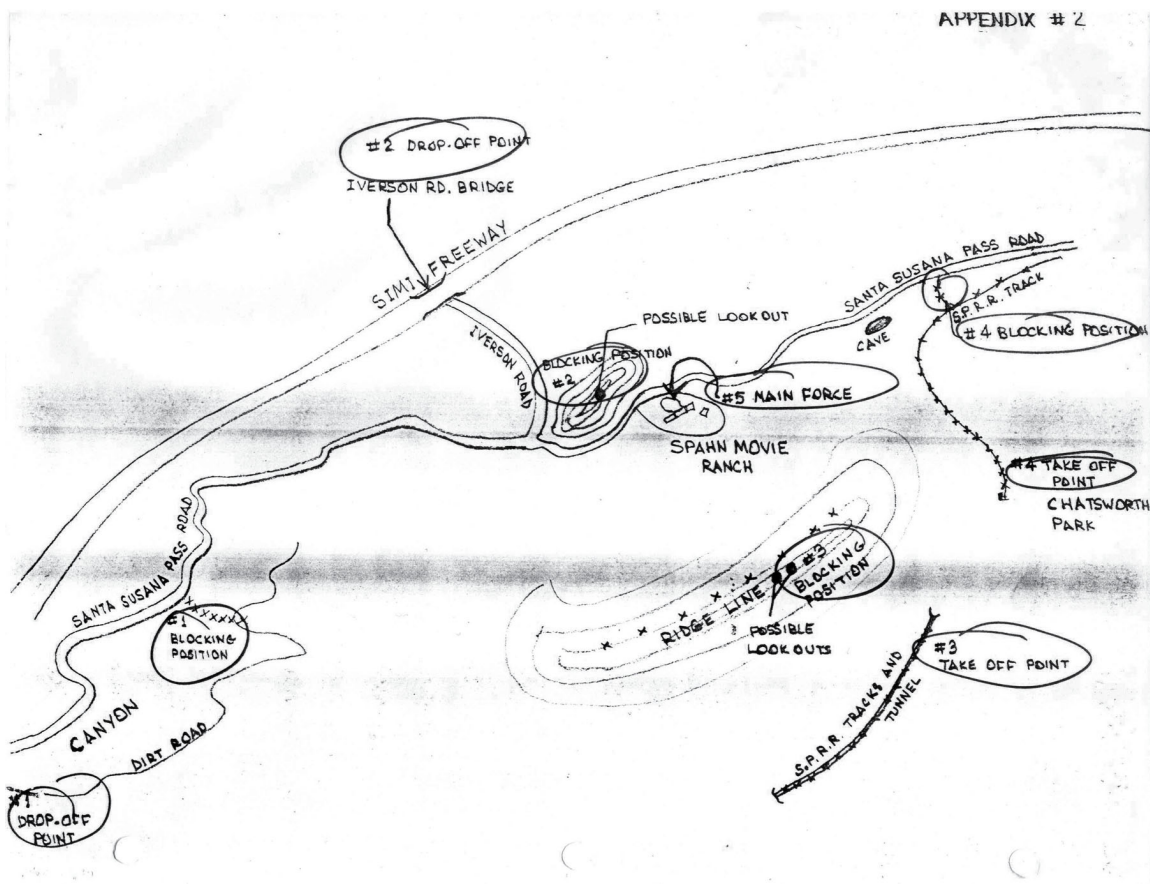 APPENDIX # 2
#2 DROP-OFF POINT
IVERSON RD. BRIDGE
SIMI FREEWAY
SANTA SUSANA PASS ROAD
S.P.R.R. TRACK
POSSIBLE LOOKOUT
IVERSON ROAD
BLOCKING POSITION
#2
CAVE
#4 BLOCKING POSITION
#5 MAIN FORCE
SPAHN MOVIE
RANCH
#4 TAKE OFF
POINT
CHATSWORTH
PARK
SANTA SUSANA PASS ROAD
#3
BLOCKING
POSITION
RIDGE LINE
POSSIBLE
LOOKOUTS
#1
BLOCKING
POSITION
#3
TAKE OFF POINT
S.P.R.R. TRACKS AND
TUNNEL
CANYON
DIRT ROAD
DROP-OFF
POINT